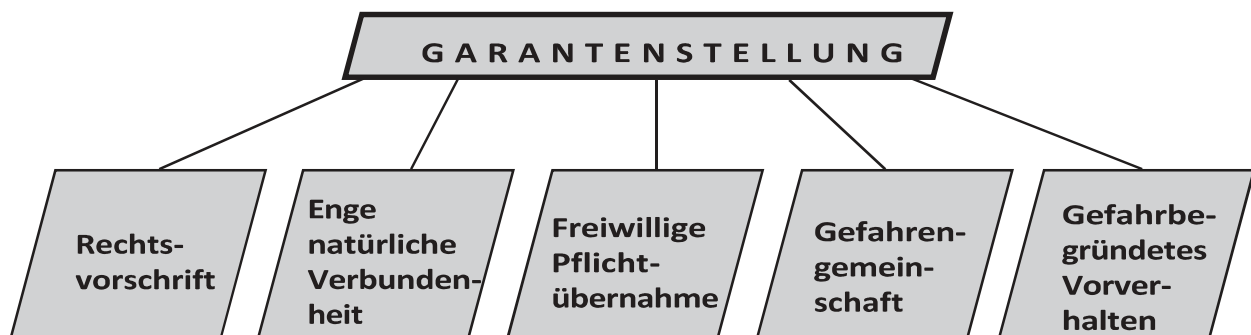 GARANTENSTELLUNG
Rechts-
vorschrift
Enge
natürliche
Verbunden-
heit
Freiwillige
Pflicht-
übernahme
Gefahren-
gemein-
schaft
Gefahrbe-
gründetes
Vorver-
halten